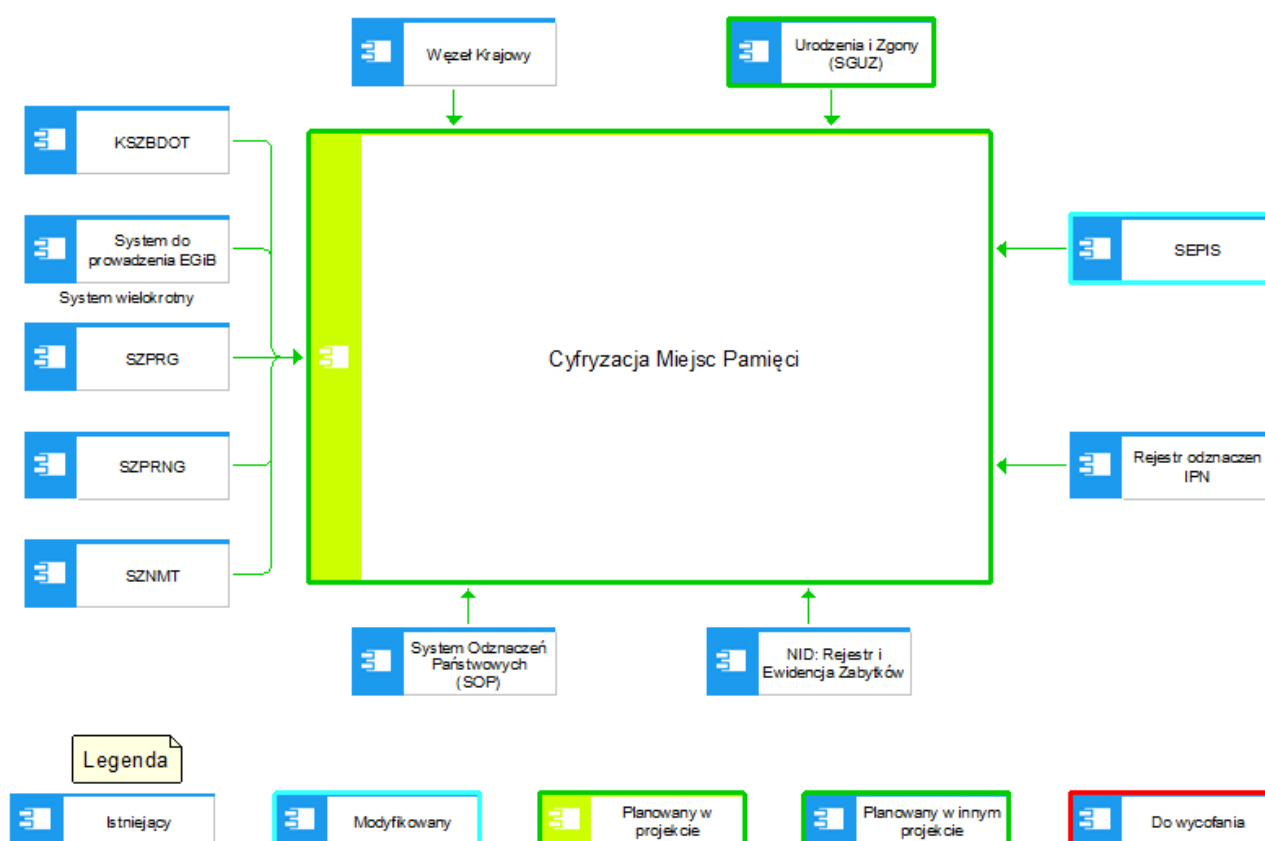 Węzeł Krajowy
Urodzenia i Zgony
(SGUZ)
KSZBDOT
System do
prowadzenia EGiB
System wielokrotny
SZPRG
SZPRNG
SZNMT
Cyfryzacja Miejsc Pamięci
SEPIS
Rejestr odznaczen
IPN
System Odznaczeń
Państwowych
(SOP)
NID: Rejestr i
Ewidencja Zabytków
Legenda
Istniejący
Modyfikowany
Planowany w
projekcie
Planowany w innym
projekcie
Do wycofania